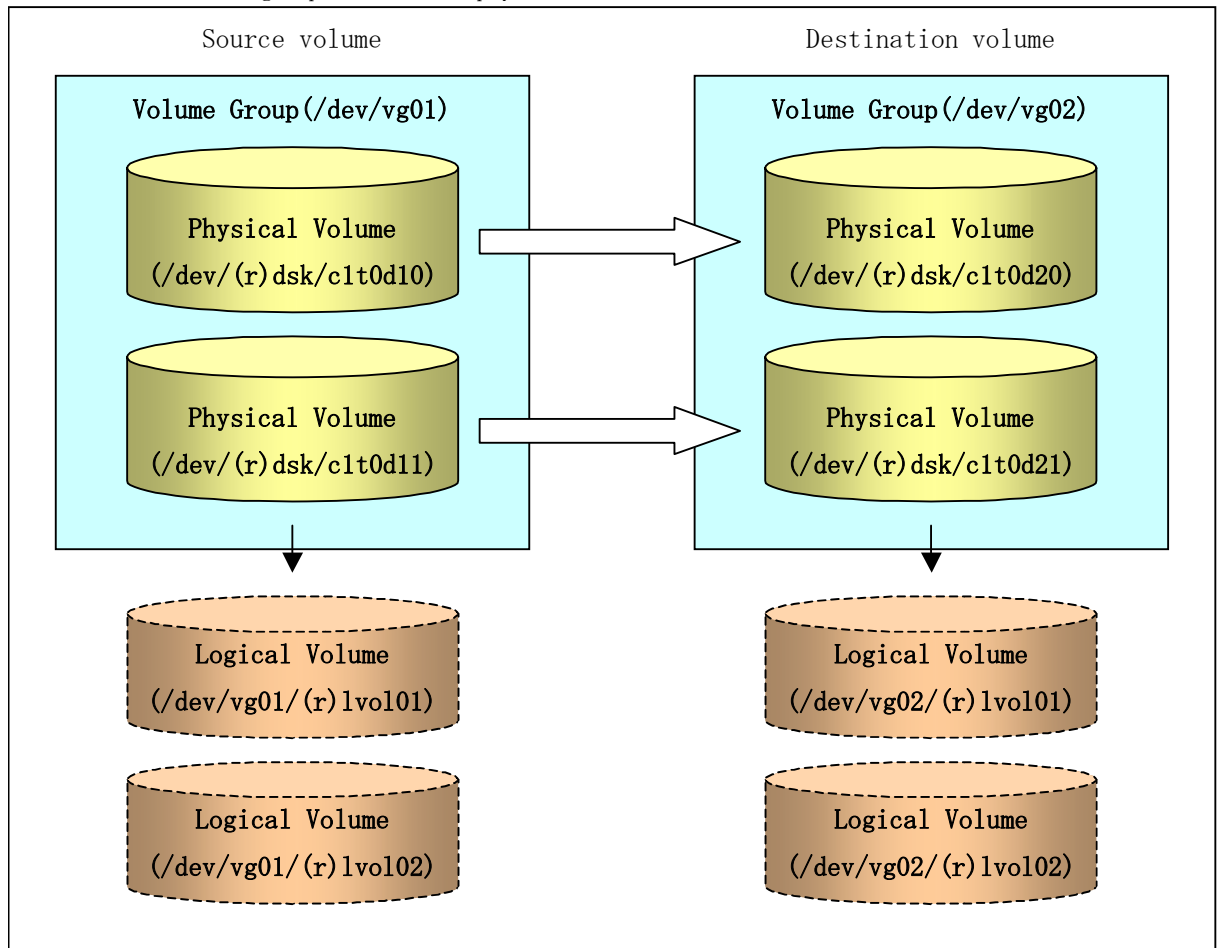 Source volume
Destination volume
Volume Group(/dev/vg01)
Volume Group(/dev/vg02)
Physical Volume
(/dev/(r)dsk/c1t0d10)
Physical Volume
(/dev/(r)dsk/c1t0d20)
Physical Volume
(/dev/(r)dsk/c1t0d11)
Physical Volume
(/dev/(r)dsk/c1t0d21)
Logical Volume
(/dev/vg01/(r)lvol01)
Logical Volume
(/dev/vg02/(r)lvol01)
Logical Volume
(/dev/vg01/(r)lvol02)
Logical Volume
(/dev/vg02/(r)lvol02)